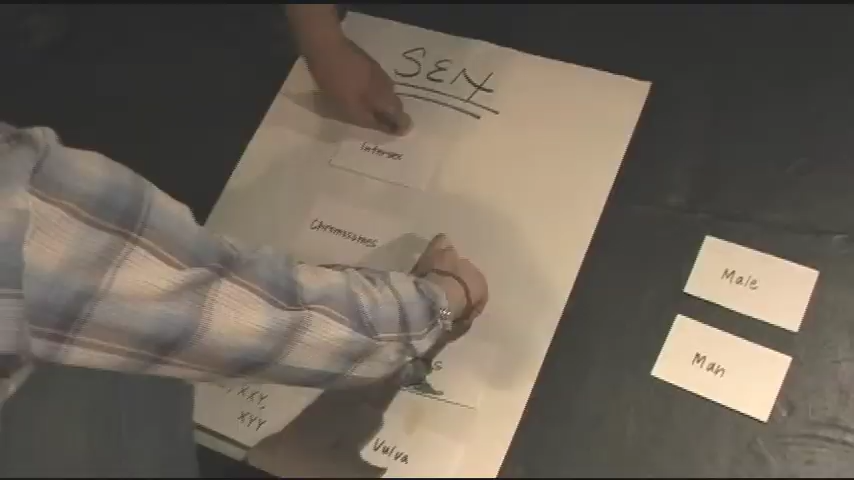 SEX
Intersex
Chromosomes
Male
Man
XXY,
XYY
Vulva